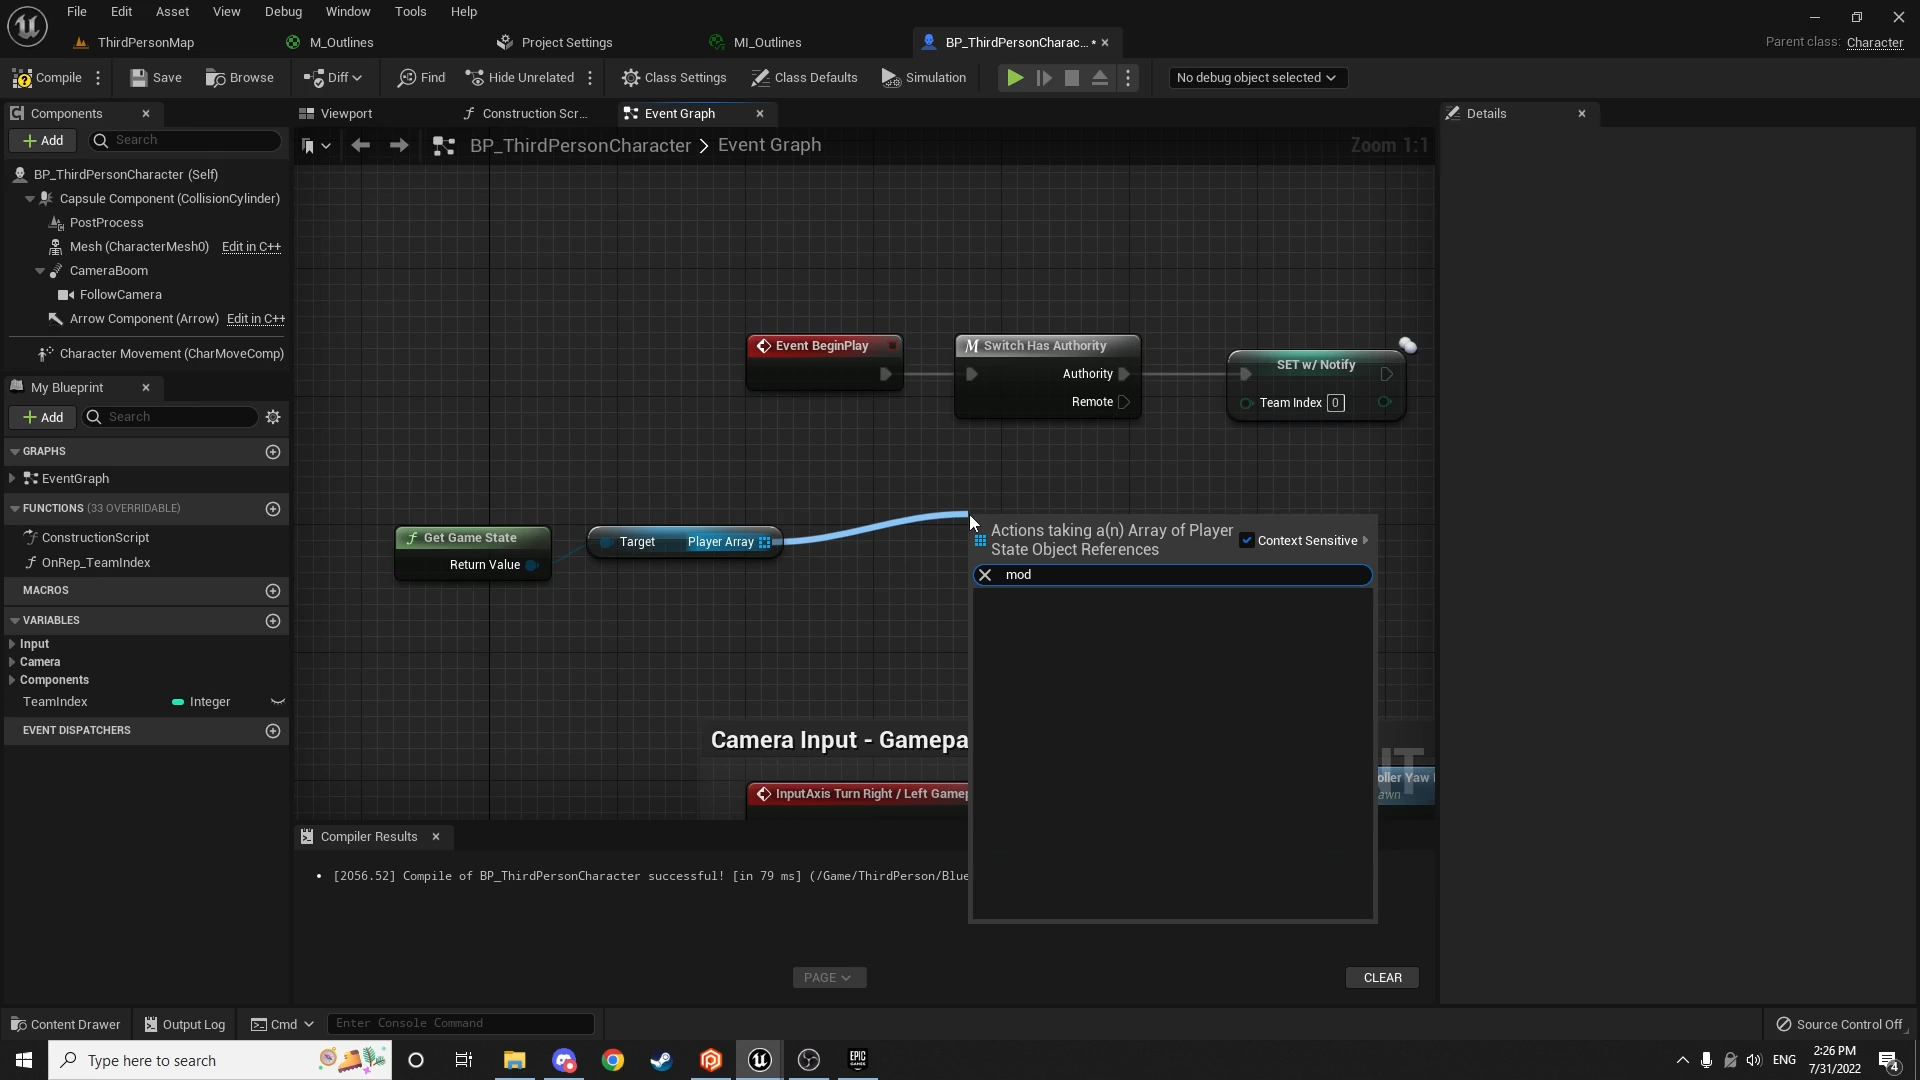 File Edit Asset View Debug Window Tools Help
ThirdPersonMap M_Outlines Project Settings MI_Outlines BP_ThirdPersonCharac... • Parent class: Character
Compile Save Browse Diff Find Hide Unrelated Class Settings Class Defaults Simulation No debug object selected
Components Viewport Construction Scr... Event Graph Details
Add Search
BP_ThirdPersonCharacter > Event Graph Zoom 1:1
BP_ThirdPersonCharacter (Self)
Capsule Component (CollisionCylinder)
PostProcess
Mesh (CharacterMesh0) Edit in C++
CameraBoom
FollowCamera
Arrow Component (Arrow) Edit in C++
Character Movement (CharMoveComp)
My Blueprint
Add Search
GRAPHS
EventGraph
FUNCTIONS (33 OVERRIDABLE)
ConstructionScript
OnRep_TeamIndex
MACROS
VARIABLES
Input
Camera
Components
TeamIndex Integer
EVENT DISPATCHERS
Event BeginPlay
Switch Has Authority
Authority
Remote
SET w/ Notify
Team Index 0
Get Game State
Return Value
Target Player Array
Actions taking a(n) Array of Player
State Object References
Context Sensitive
mod
Camera Input - Gamepa
InputAxis Turn Right / Left Gamep
NT
oller Yaw
awn
Compiler Results
• [2056.52] Compile of BP_ThirdPersonCharacter successful! [in 79 ms] (/Game/ThirdPerson/Blue
PAGE CLEAR
Content Drawer Output Log Cmd Enter Console Command Source Control Off
Type here to search
EPIC
GAMES
ENG
2:26 PM
7/31/2022
4